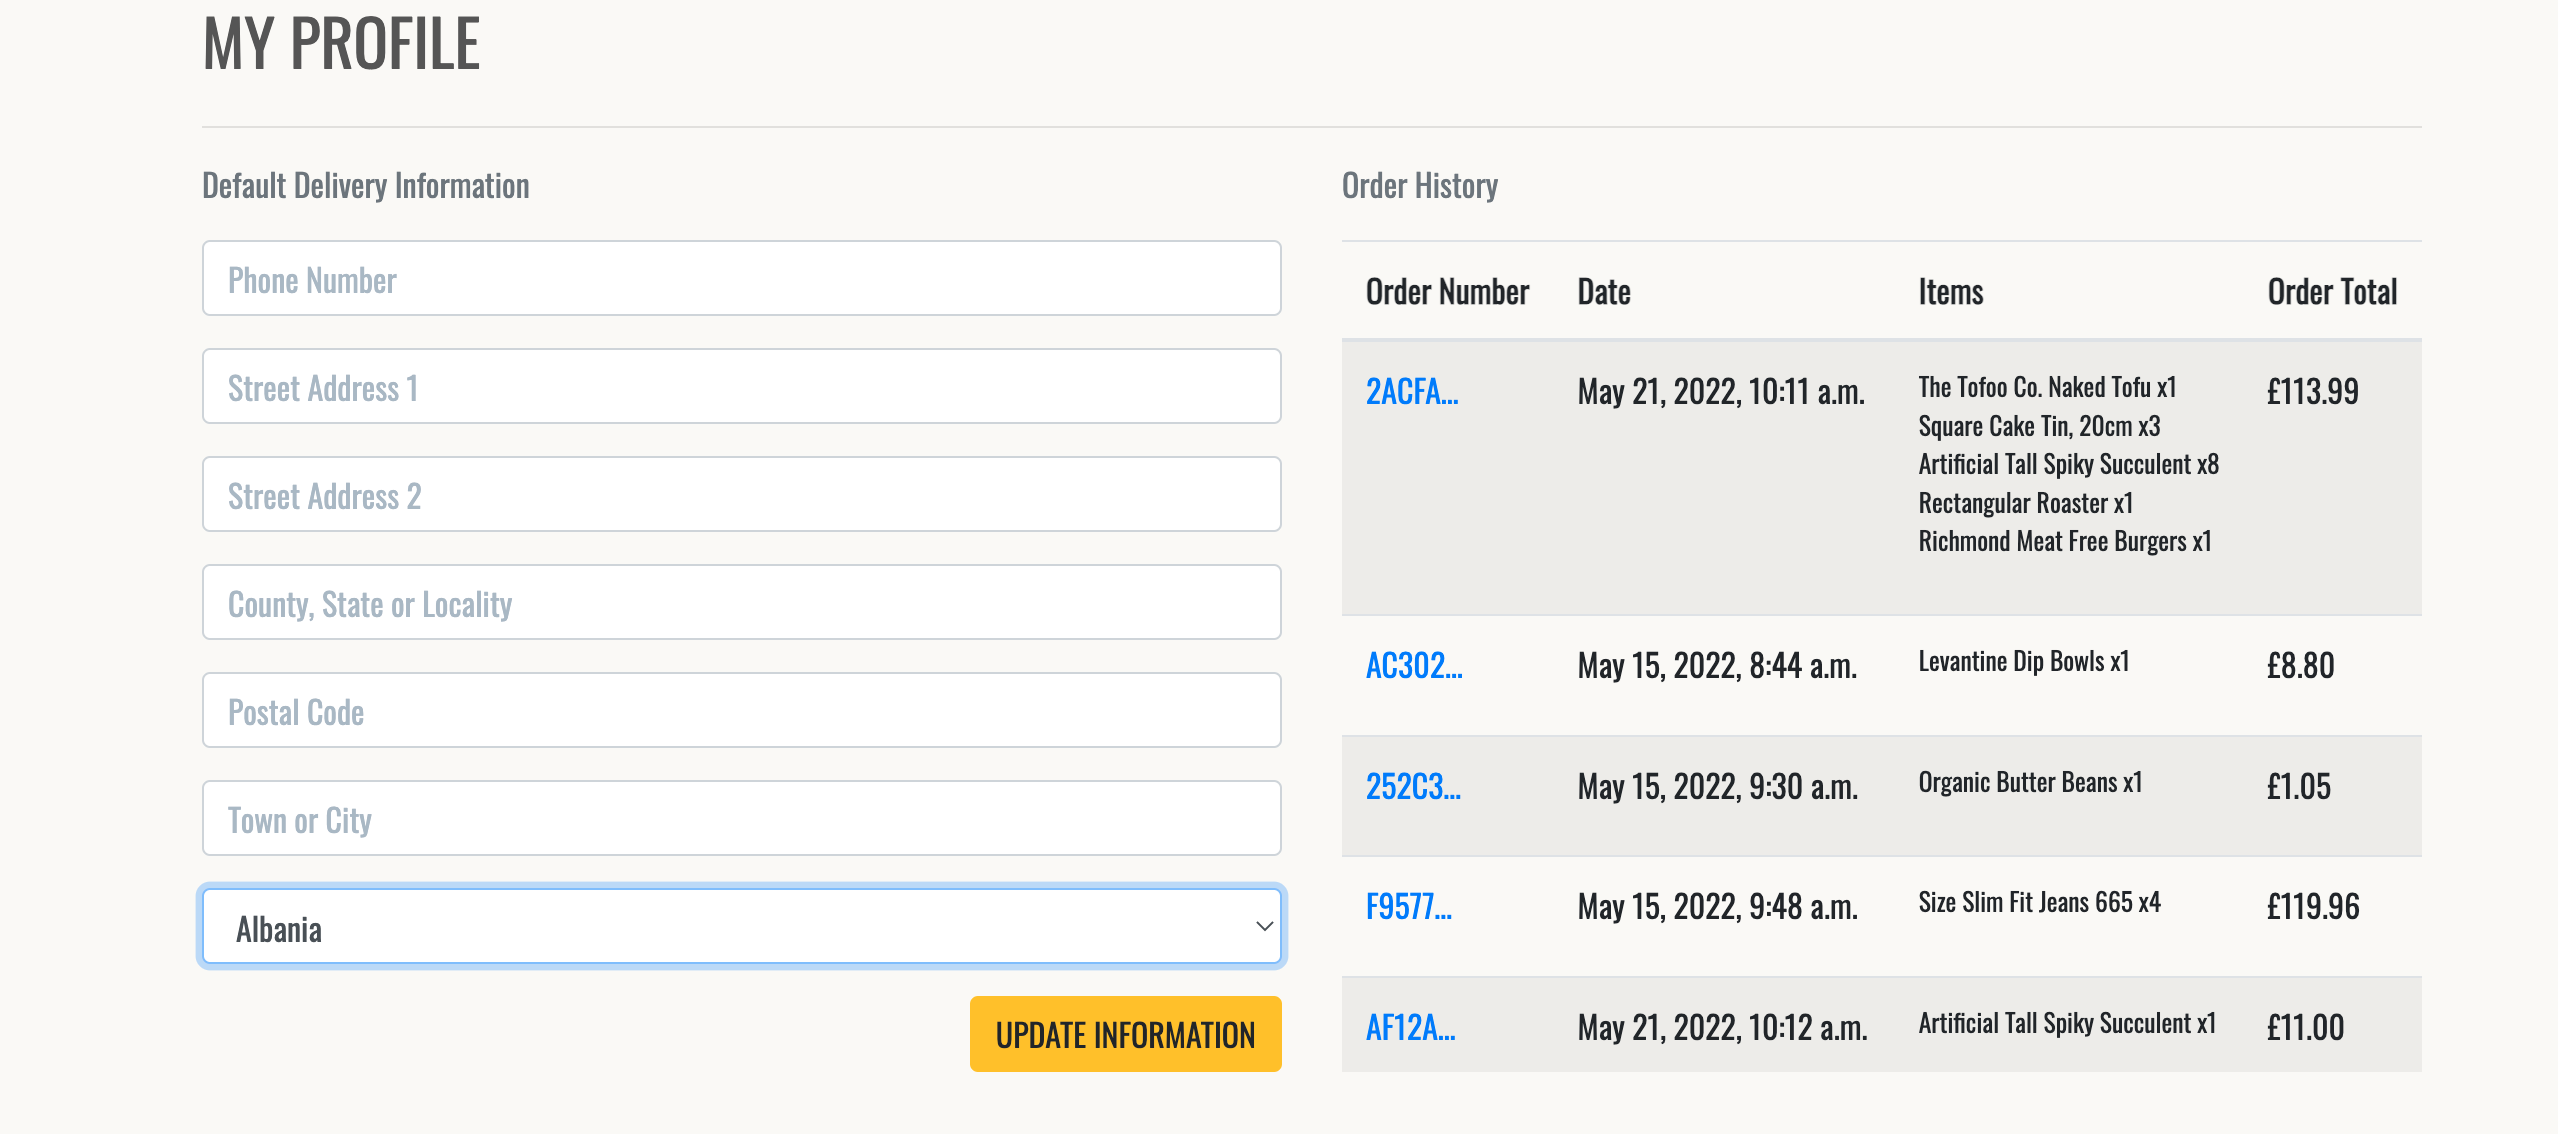 MY PROFILE
Default Delivery Information
Phone Number
Street Address 1
Street Address 2
County, State or Locality
Postal Code
Town or City
Albania
UPDATE INFORMATION
Order History
Order Number Date Items Order Total
2ACFA... May 21, 2022, 10:11 a.m. The Tofoo Co. Naked Tofu x1 £113.99
Square Cake Tin, 20cm x3
Artificial Tall Spiky Succulent x8
Rectangular Roaster x1
Richmond Meat Free Burgers x1
AC302... May 15, 2022, 8:44 a.m. Levantine Dip Bowls x1 £8.80
252C3... May 15, 2022, 9:30 a.m. Organic Butter Beans x1 £1.05
F9577... May 15, 2022, 9:48 a.m. Size Slim Fit Jeans 665 x4 £119.96
AF12A... May 21, 2022, 10:12 a.m. Artificial Tall Spiky Succulent x1 £11.00